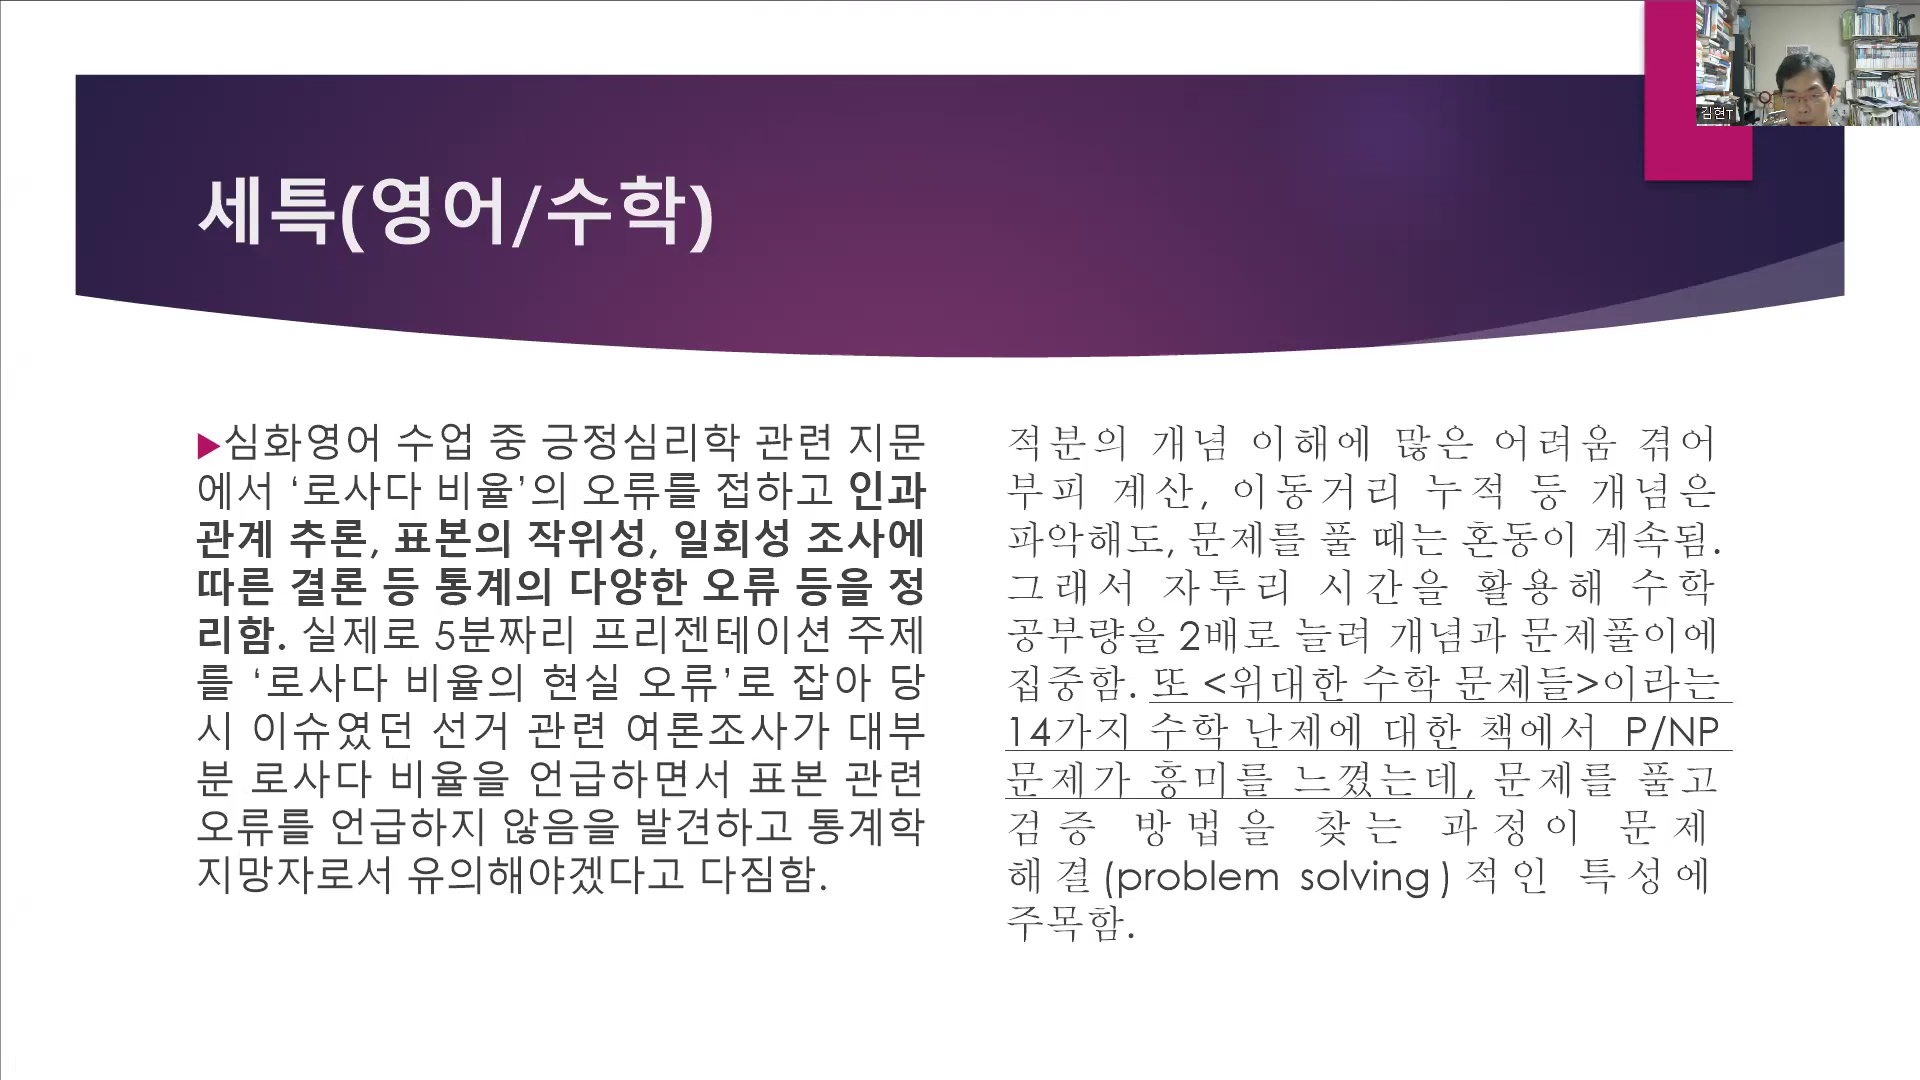 김현T
세특(영어/수학)
▶심화영어 수업 중 긍정심리학 관련 지문
에서 ‘로사다 비율’의 오류를 접하고 인과
관계 추론, 표본의 작위성, 일회성 조사에
따른 결론 등 통계의 다양한 오류 등을 정
리함. 실제로 5분짜리 프리젠테이션 주제
를 ‘로사다 비율의 현실 오류’로 잡아 당
시 이슈였던 선거 관련 여론조사가 대부
분 로사다 비율을 언급하면서 표본 관련
오류를 언급하지 않음을 발견하고 통계학
지망자로서 유의해야겠다고 다짐함.
적분의 개념 이해에 많은 어려움 겪어
부피 계산, 이동거리 누적 등 개념은
파악해도, 문제를 풀 때는 혼동이 계속됨.
그래서 자투리 시간을 활용해 수학
공부량을 2배로 늘려 개념과 문제풀이에
집중함. 또 <위대한 수학 문제들>이라는
14가지 수학 난제에 대한 책에서 P/NP
문제가 흥미를 느꼈는데, 문제를 풀고
검증 방법을 찾는 과정이 문제
해결(problem solving)적인 특성에
주목함.